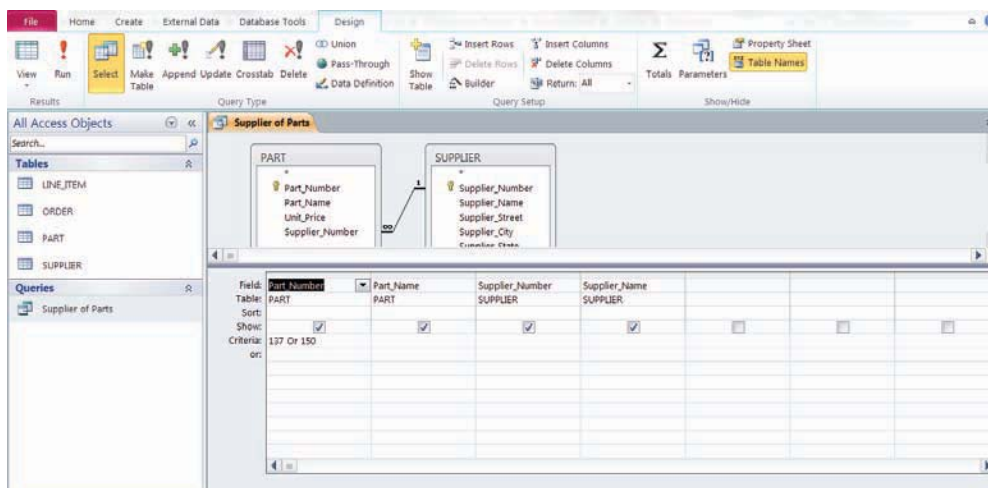 File Home Create External Data Database Tools Design
View Run Select Make Table Append Update Crosstab Delete Union Pass-Through Data Definition Show Table Insert Rows Delete Rows Builder Insert Columns Delete Columns Return: All Totals Parameters Property Sheet Table Names
Results Query Type Query Setup Show/Hide
All Access Objects
Search...
Tables
LINE_ITEM
ORDER
PART
SUPPLIER
Queries
Supplier of Parts
Supplier of Parts
PART
*
Part_Number
Part_Name
Unit_Price
Supplier_Number
∞
1
SUPPLIER
*
Supplier_Number
Supplier_Name
Supplier_Street
Supplier_City
Supplier_State
Field: Part_Number Part_Name Supplier_Number Supplier_Name
Table: PART PART SUPPLIER SUPPLIER
Sort:
Show:
Criteria: 137 Or 150
or: